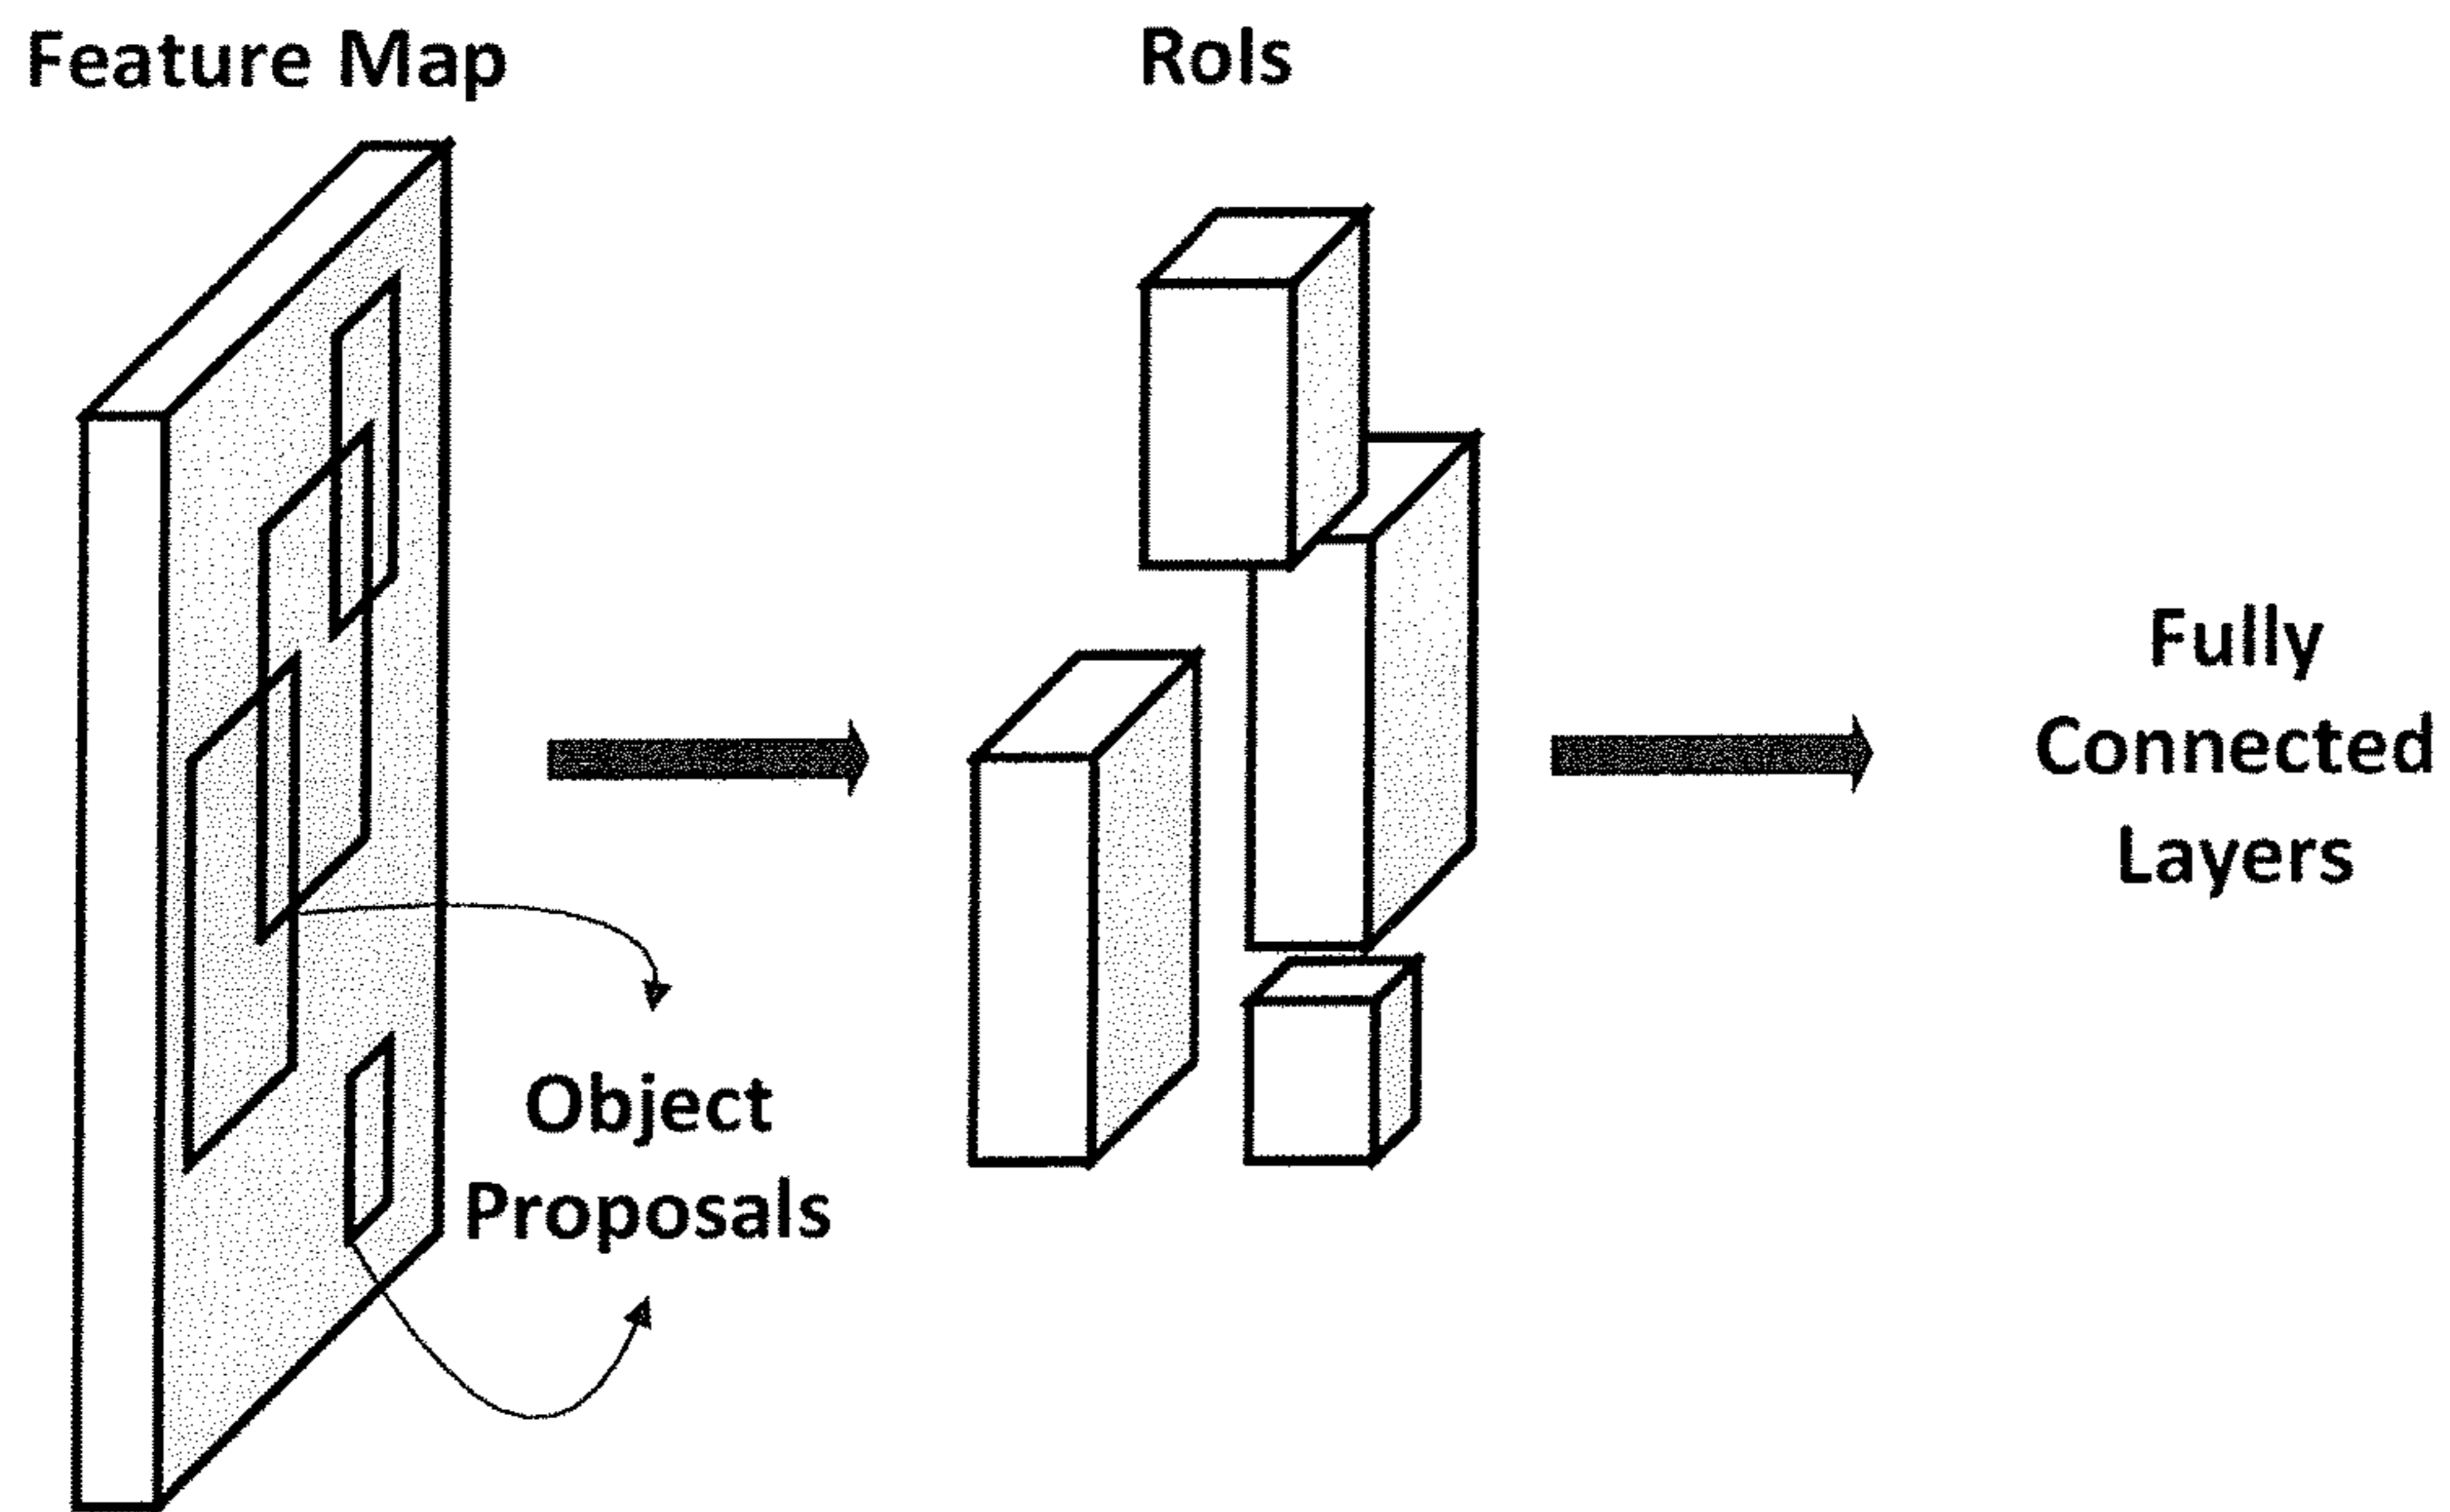 Feature Map
RoIs
Fully
Connected
Layers
Object
Proposals